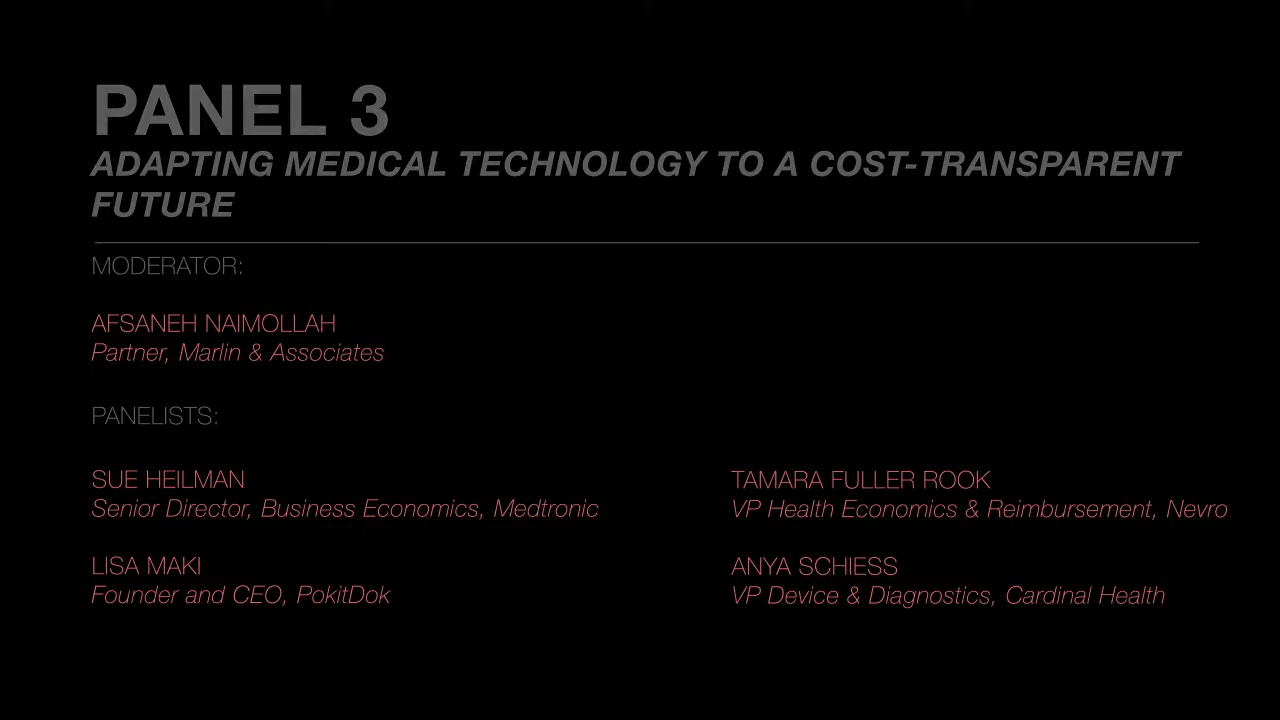 PANEL 3
ADAPTING MEDICAL TECHNOLOGY TO A COST-TRANSPARENT
FUTURE
MODERATOR:
AFSANEH NAIMOLLAH
Partner, Marlin & Associates
PANELISTS:
SUE HEILMAN
Senior Director, Business Economics, Medtronic
LISA MAKI
Founder and CEO, PokitDok
TAMARA FULLER ROOK
VP Health Economics & Reimbursement, Nevro
ANYA SCHIESS
VP Device & Diagnostics, Cardinal Health